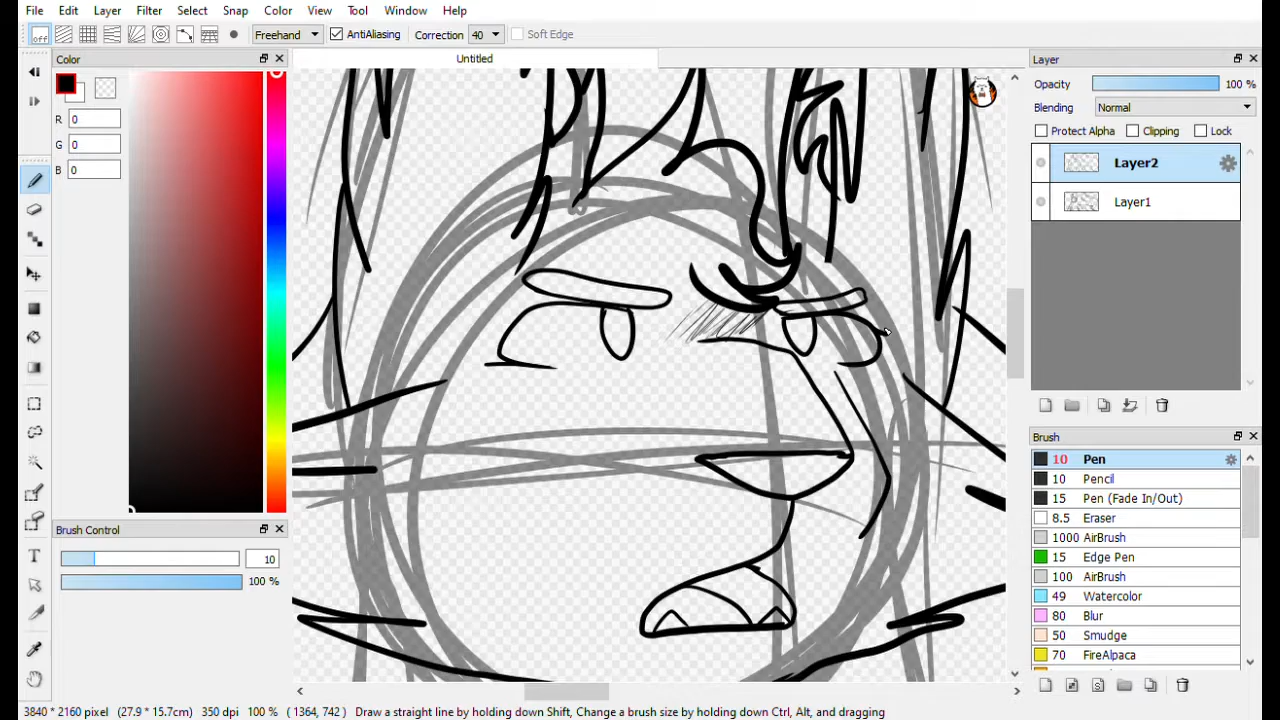 File Edit Layer Filter Select Snap Color View Tool Window Help
off Freehand AntiAliasing Correction 40 Soft Edge
Color
R 0
G 0
B 0
Brush Control
10
100 %
Untitled
Layer
Opacity 100 %
Blending Normal
Protect Alpha Clipping Lock
Layer2
Layer1
Brush
10 Pen
10 Pencil
15 Pen (Fade In/Out)
8.5 Eraser
1000 AirBrush
15 Edge Pen
100 AirBrush
49 Watercolor
80 Blur
50 Smudge
70 FireAlpaca
3840 * 2160 pixel (27.9 * 15.7cm) 350 dpi 100 % ( 1364, 742 ) Draw a straight line by holding down Shift, Change a brush size by holding down Ctrl, Alt, and dragging